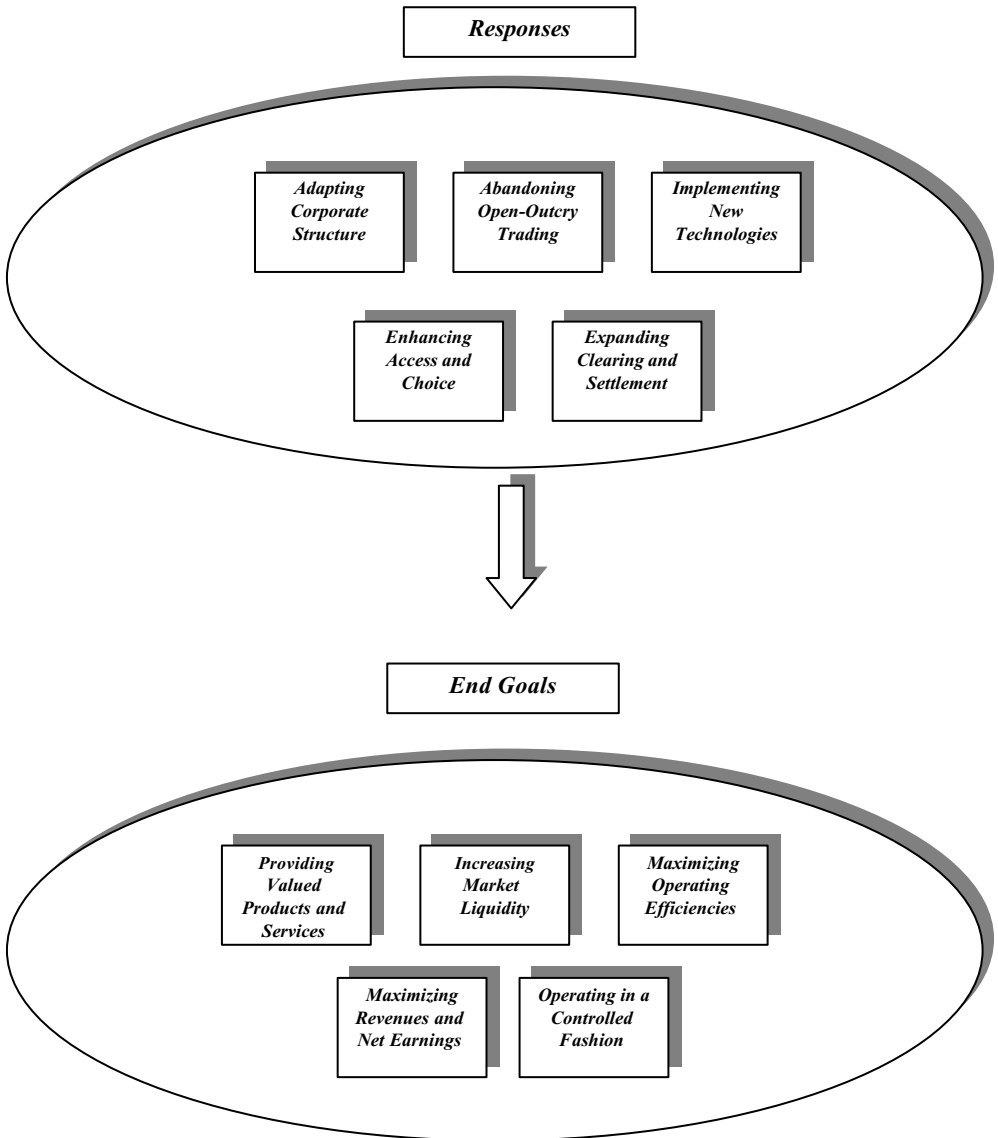 Responses
Adapting
Corporate
Structure
Abandoning
Open-Outcry
Trading
Implementing
New
Technologies
Enhancing
Access and
Choice
Expanding
Clearing and
Settlement
End Goals
Providing
Valued
Products and
Services
Increasing
Market
Liquidity
Maximizing
Operating
Efficiencies
Maximizing
Revenues and
Net Earnings
Operating in a
Controlled
Fashion